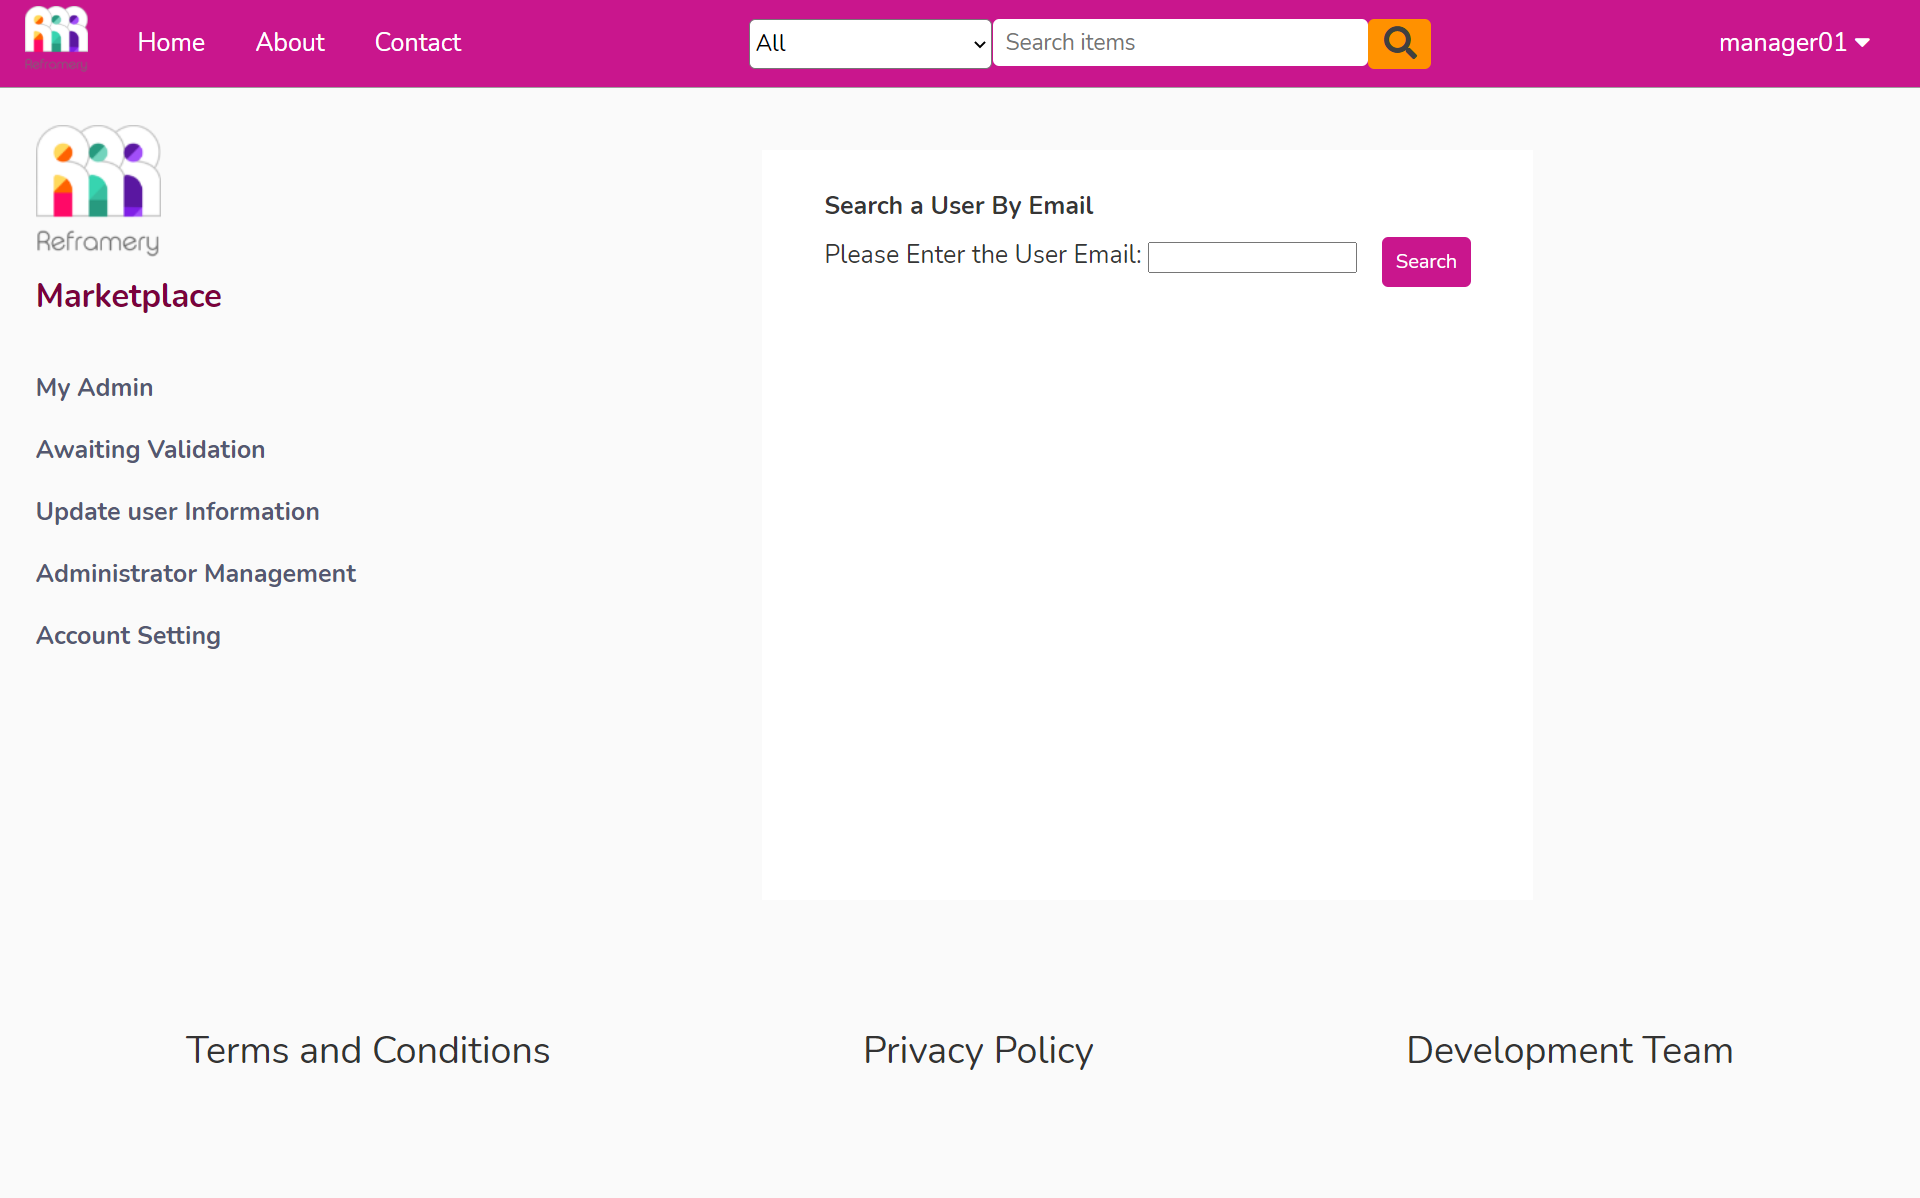 Reframery
Home
About
Contact
All
Search items
manager01
Reframery
Marketplace
My Admin
Awaiting Validation
Update user Information
Administrator Management
Account Setting
Search a User By Email
Please Enter the User Email:
Search
Terms and Conditions
Privacy Policy
Development Team